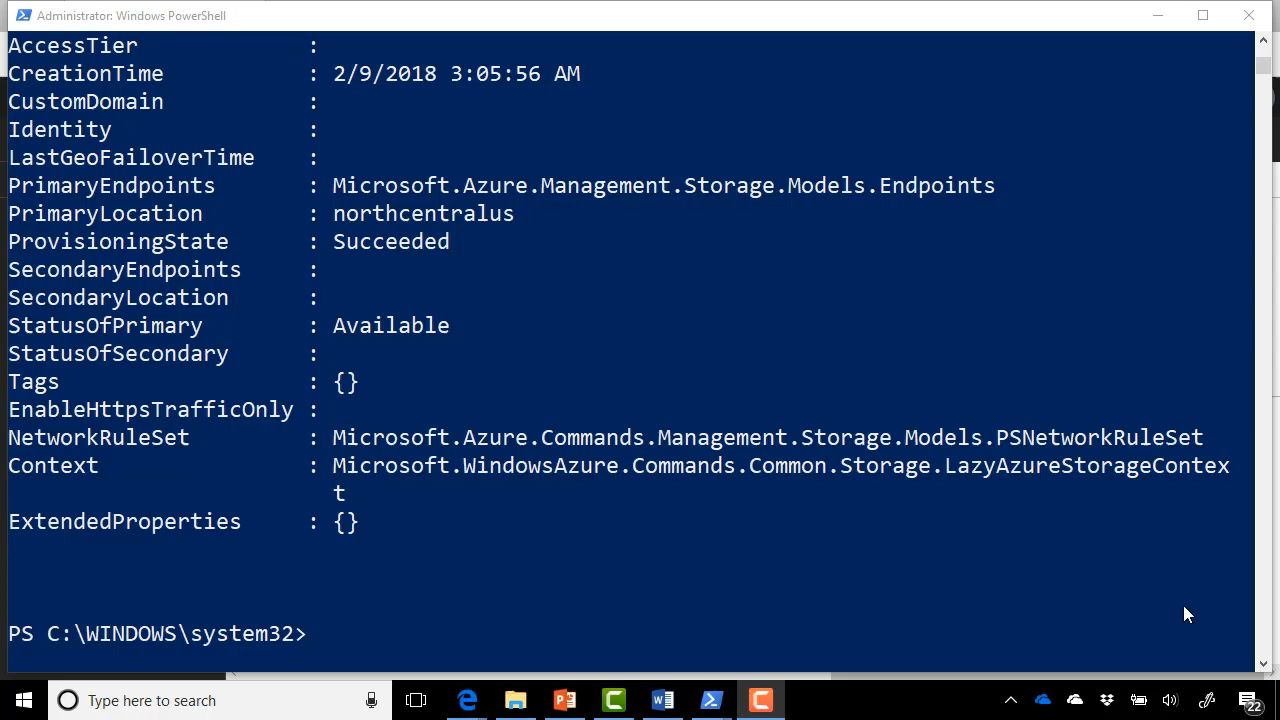 Administrator: Windows PowerShell
AccessTier :
CreationTime : 2/9/2018 3:05:56 AM
CustomDomain :
Identity :
LastGeoFailoverTime :
PrimaryEndpoints : Microsoft.Azure.Management.Storage.Models.Endpoints
PrimaryLocation : northcentralus
ProvisioningState : Succeeded
SecondaryEndpoints :
SecondaryLocation :
StatusOfPrimary : Available
StatusOfSecondary :
Tags : {}
EnableHttpsTrafficOnly :
NetworkRuleSet : Microsoft.Azure.Commands.Management.Storage.Models.PSNetworkRuleSet
Context : Microsoft.WindowsAzure.Commands.Common.Storage.LazyAzureStorageContex
t
ExtendedProperties : {}
PS C:\WINDOWS\system32>
Type here to search
22